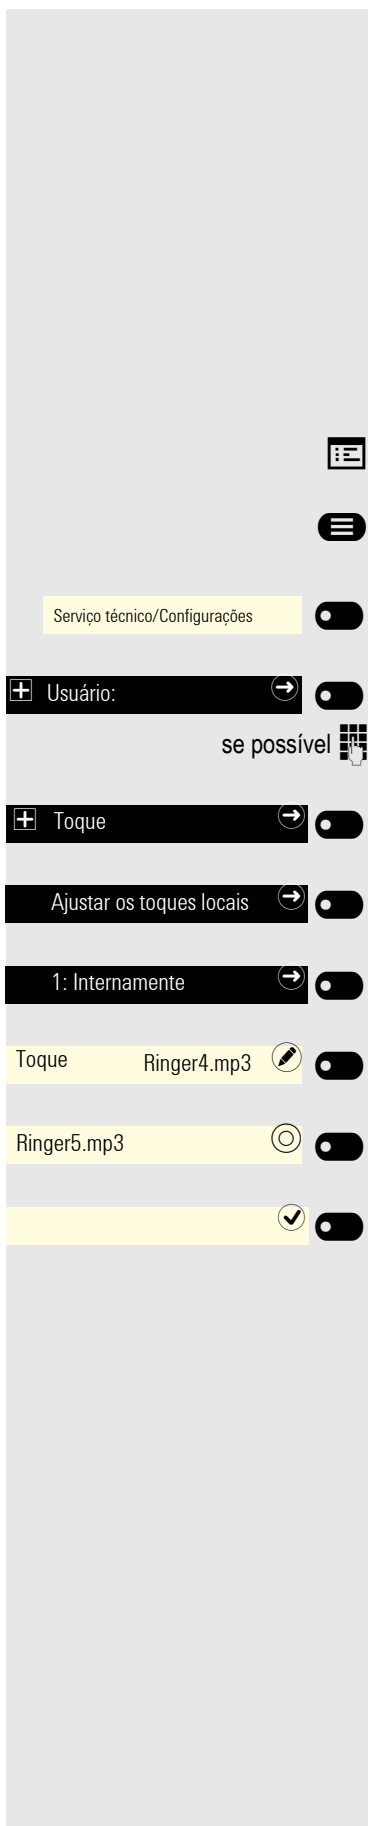 Serviço técnico/Configurações
Usuário:
se possível
Toque
Ajustar os toques locais
1: Internamente
Toque Ringer4.mp3
Ringer5.mp3